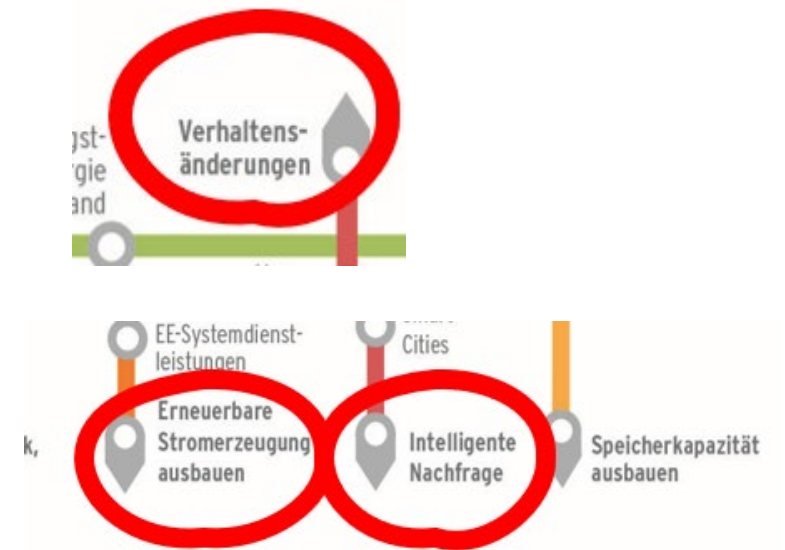 Verhaltens-
änderungen
EE-Systemdienst-
leistungen
Cities
Erneuerbare
Stromerzeugung
ausbauen
Intelligente
Nachfrage
Speicherkapazität
ausbauen